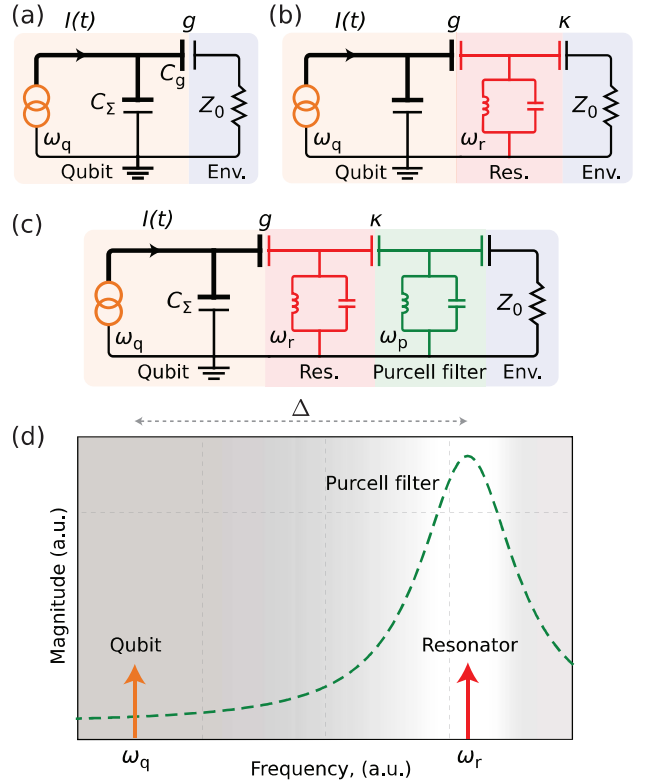 (a)
I(t)
g
C_g
C_Σ
Z_0
ω_q
Qubit
Env.
(b)
I(t)
g
κ
Z_0
ω_q
ω_r
Qubit
Res.
Env.
(c)
I(t)
g
κ
C_Σ
Z_0
ω_q
ω_r
ω_p
Qubit
Res.
Purcell filter
Env.
Δ
(d)
Purcell filter
Magnitude (a.u.)
Qubit
Resonator
ω_q
Frequency, (a.u.)
ω_r